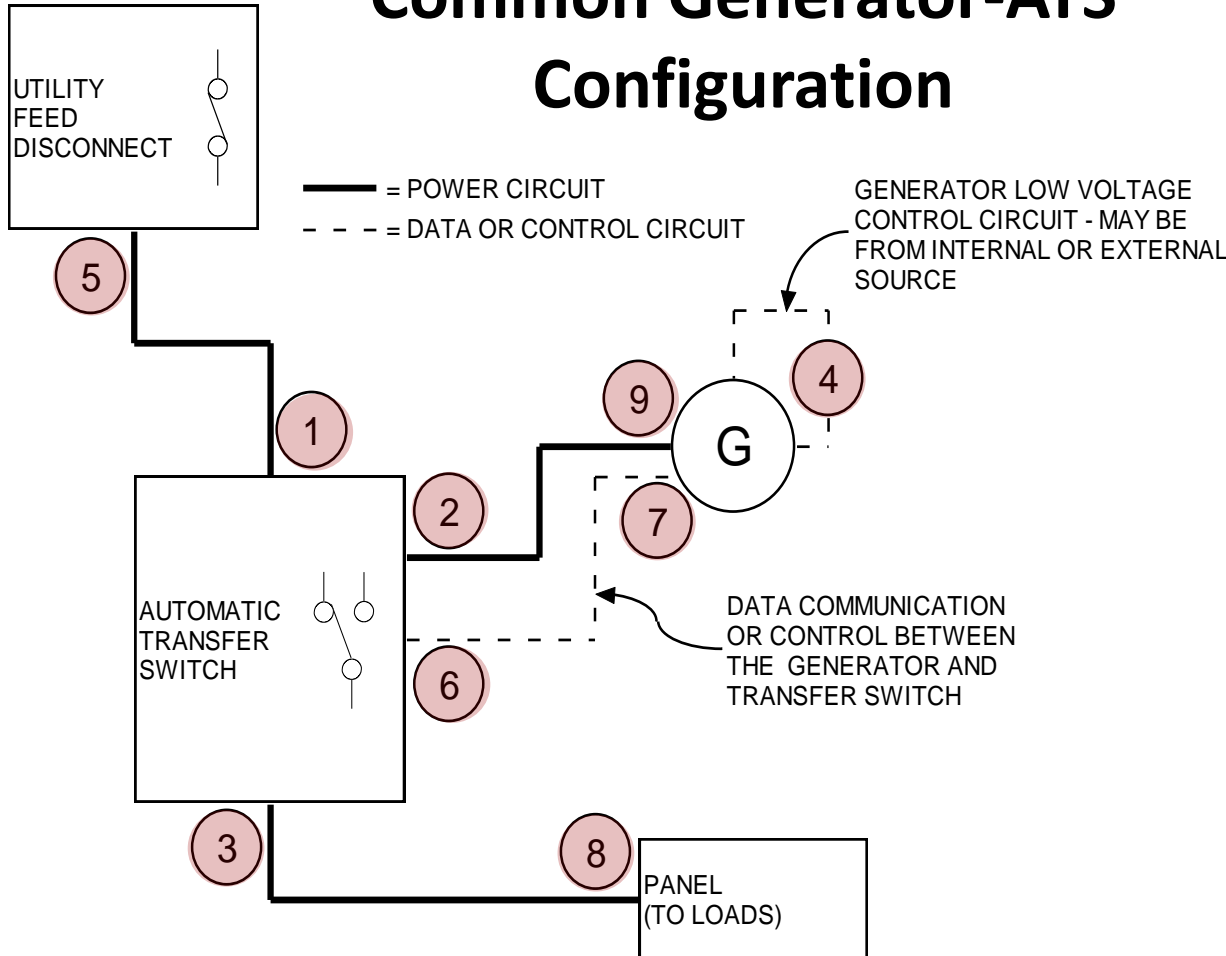 Common Generator-ATS
Configuration
UTILITY
FEED
DISCONNECT
= POWER CIRCUIT
= DATA OR CONTROL CIRCUIT
GENERATOR LOW VOLTAGE
CONTROL CIRCUIT - MAY BE
FROM INTERNAL OR EXTERNAL
SOURCE
5
4
9
1
G
2
7
AUTOMATIC
TRANSFER
SWITCH
DATA COMMUNICATION
OR CONTROL BETWEEN
THE GENERATOR AND
TRANSFER SWITCH
6
3
8
PANEL
(TO LOADS)